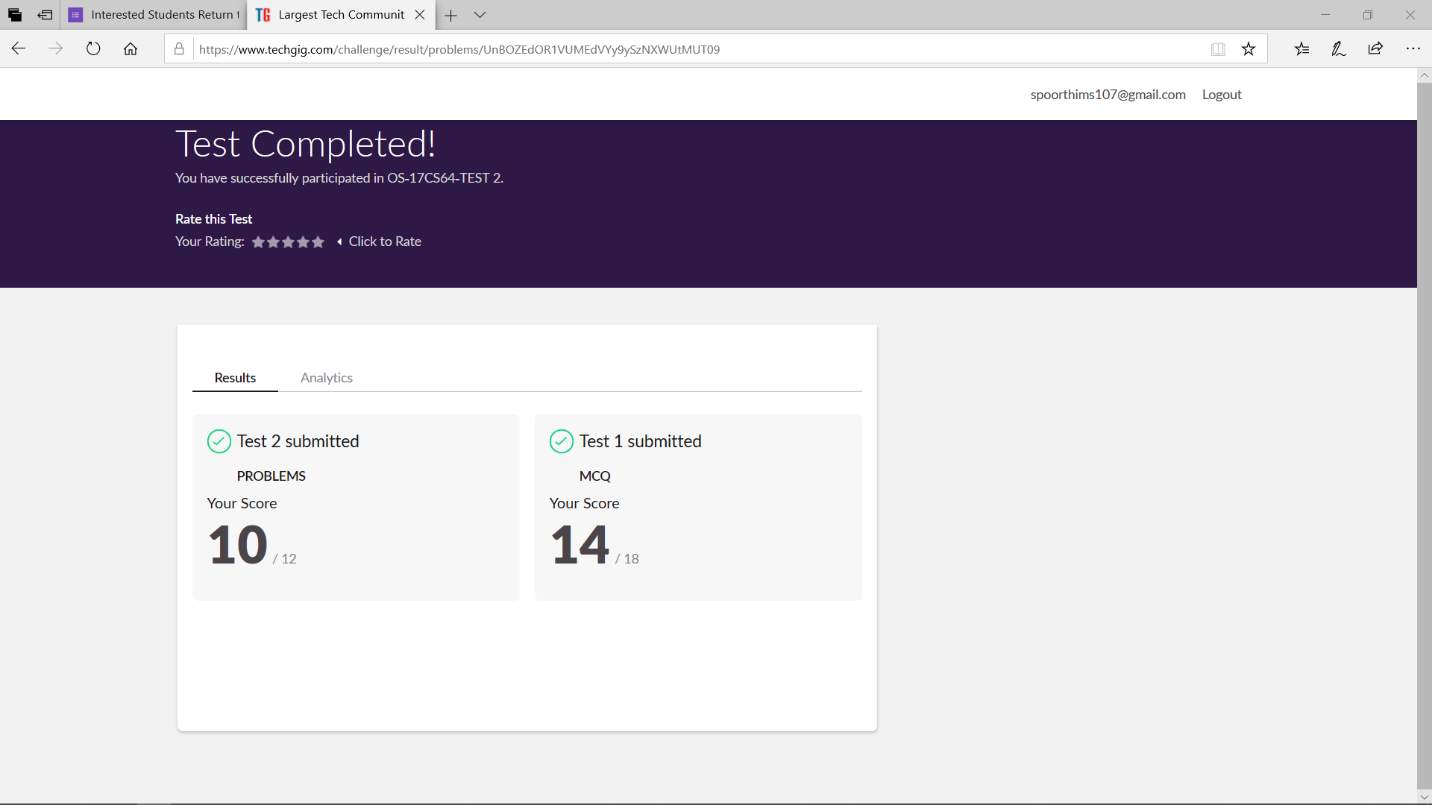 Interested Students Return t
TG Largest Tech Communit
https://www.techgig.com/challenge/result/problems/UnBOZEdOR1VUMEdVYy9ySzNXWUtMUT09
spoorthims107@gmail.com Logout
Test Completed!
You have successfully participated in OS-17CS64-TEST 2.
Rate this Test
Your Rating: Click to Rate
Results Analytics
Test 2 submitted
PROBLEMS
Your Score
10 / 12
Test 1 submitted
MCQ
Your Score
14 / 18